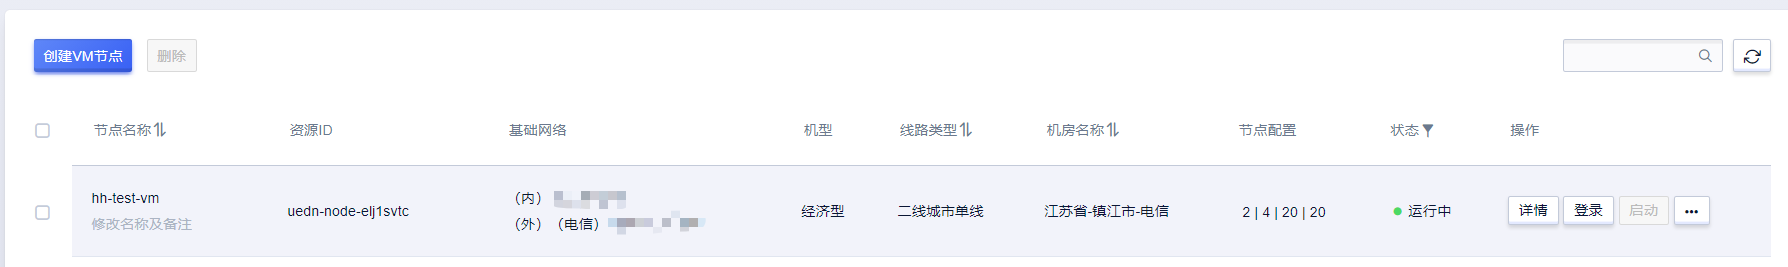 创建VM节点 删除
节点名称 资源ID 基础网络 机型 线路类型 机房名称 节点配置 状态 操作
hh-test-vm
修改名称及备注
uedn-node-elj1svtc
（内）
（外）（电信）
经济型 二线城市单线 江苏省-镇江市-电信 2 | 4 | 20 | 20 运行中 详情 登录 启动 •••